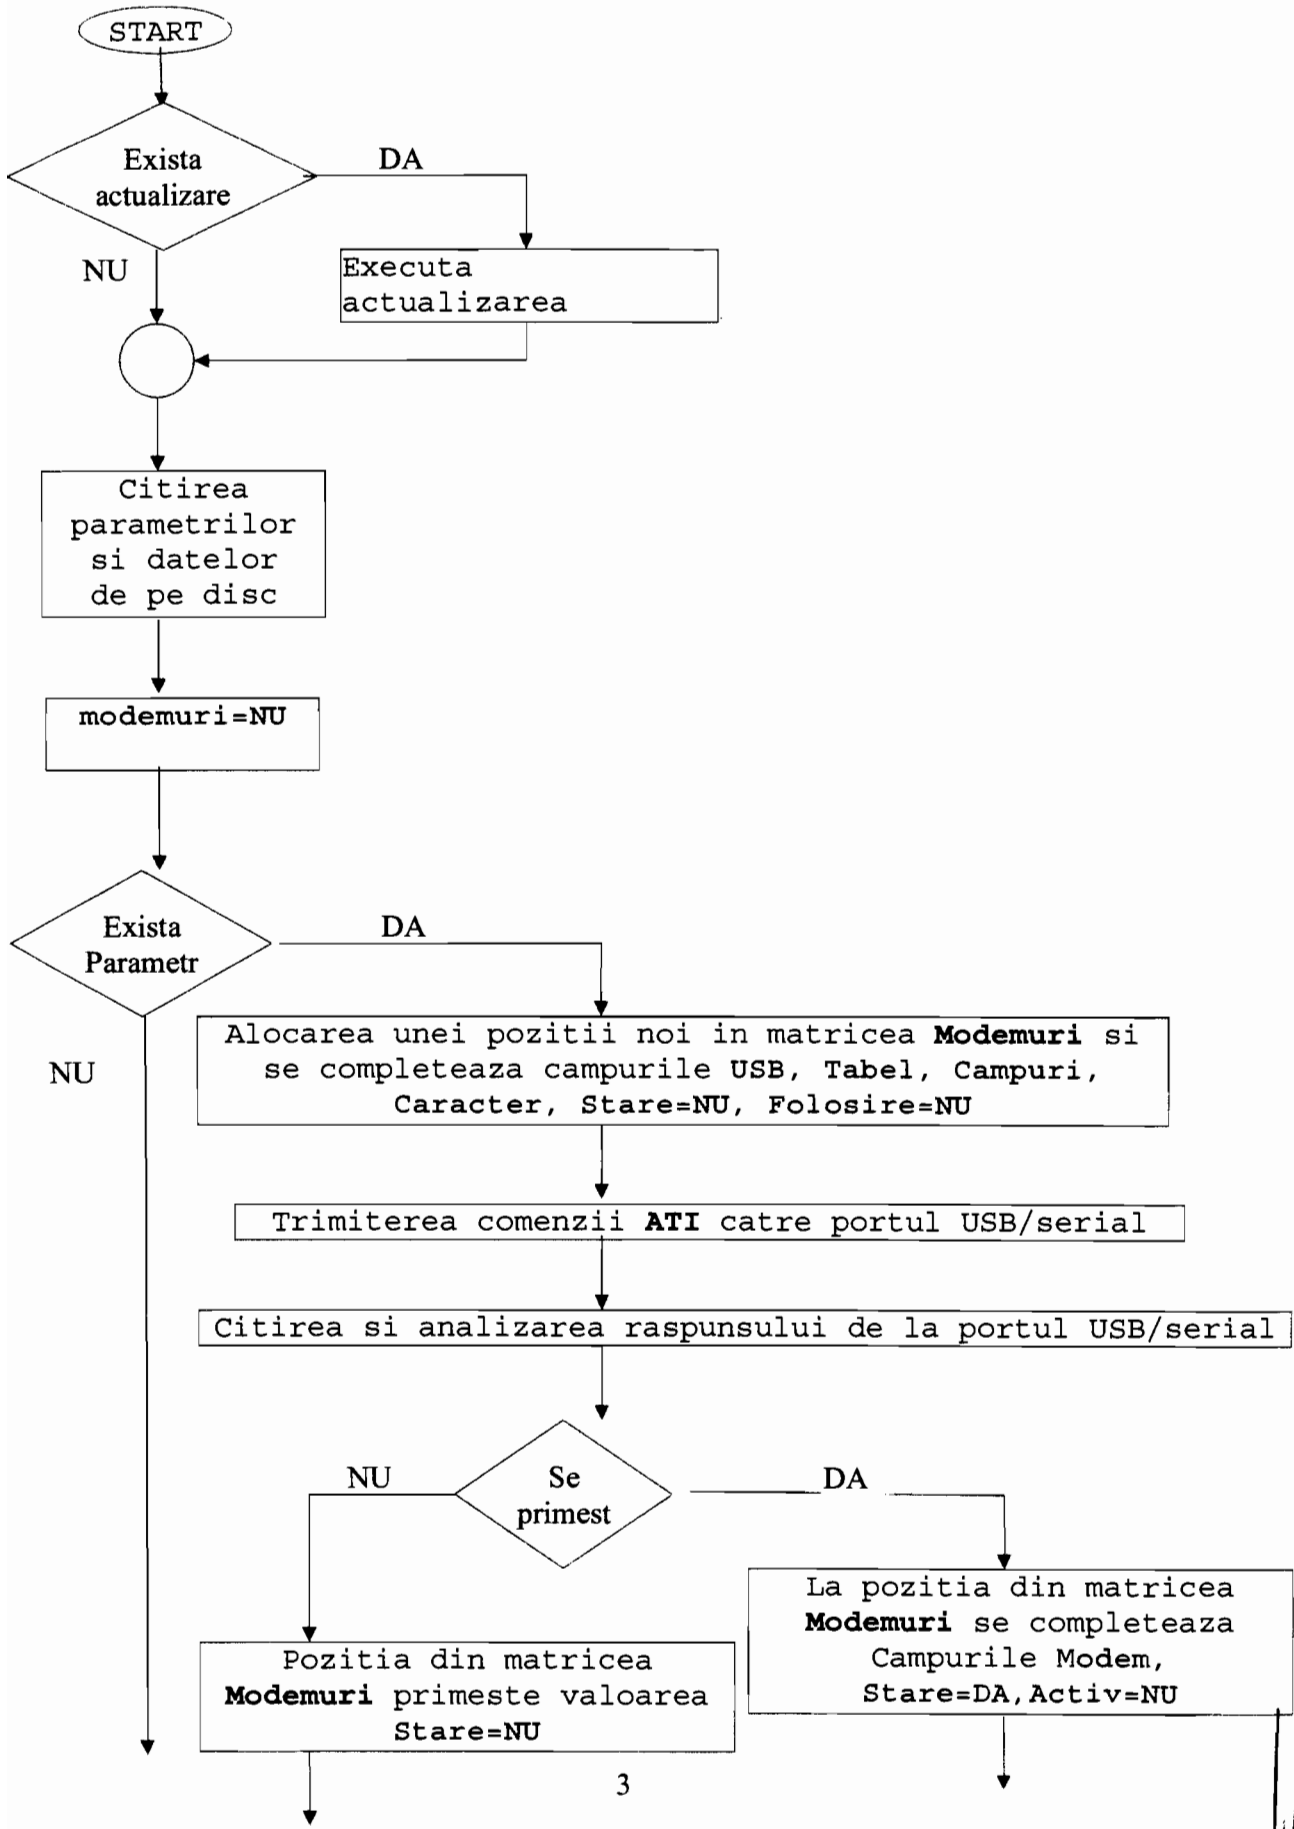 START
Exista
actualizare
DA
NU
Executa
actualizarea
Citirea
parametrilor
si datelor
de pe disc
modemuri=NU
Exista
Parametr
DA
NU
Alocarea unei pozitii noi in matricea Modemuri si
se completeaza campurile USB, Tabel, Campuri,
Caracter, Stare=NU, Folosire=NU
Trimiterea comenzii ATI catre portul USB/serial
Citirea si analizarea raspunsului de la portul USB/serial
Se
primest
NU
DA
La pozitia din matricea
Modemuri se completeaza
Campurile Modem,
Stare=DA,Activ=NU
Pozitia din matricea
Modemuri primeste valoarea
Stare=NU
3